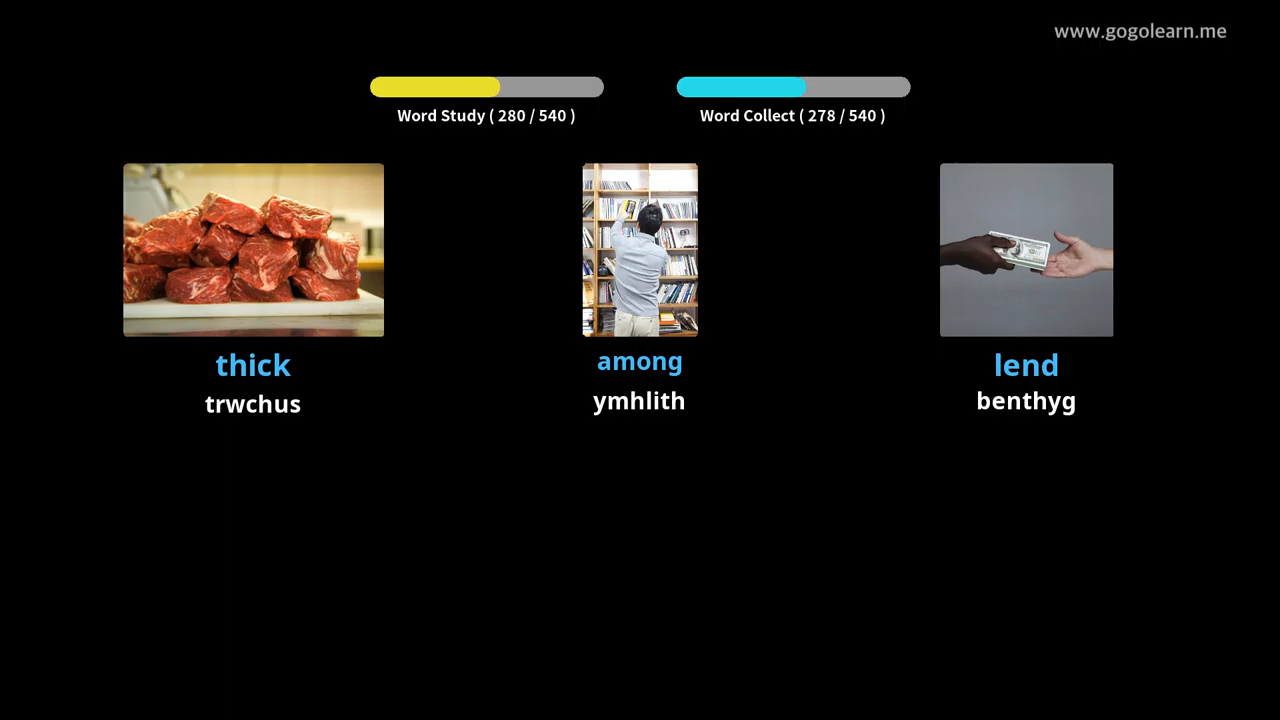 www.gogolearn.me
Word Study ( 280 / 540 )
Word Collect ( 278 / 540 )
thick
trwchus
among
ymhlith
lend
benthyg